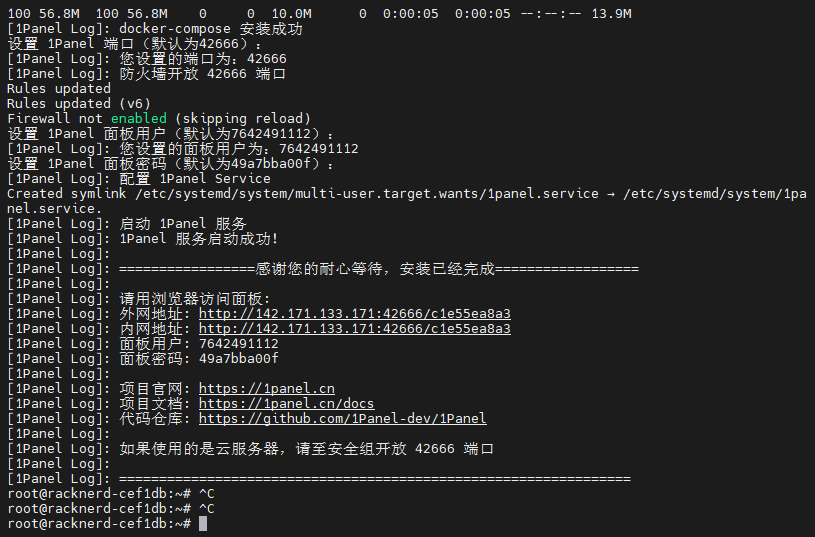 100 56.8M  100 56.8M    0     0  10.0M      0  0:00:05  0:00:05 --:--:-- 13.9M
[1Panel Log]: docker-compose 安装成功
设置 1Panel 端口（默认为42666）：
[1Panel Log]: 您设置的端口为：42666
[1Panel Log]: 防火墙开放 42666 端口
Rules updated
Rules updated (v6)
Firewall not enabled (skipping reload)
设置 1Panel 面板用户（默认为7642491112）：
[1Panel Log]: 您设置的面板用户为：7642491112
设置 1Panel 面板密码（默认为49a7bba00f）：
[1Panel Log]: 配置 1Panel Service
Created symlink /etc/systemd/system/multi-user.target.wants/1panel.service → /etc/systemd/system/1pa
nel.service.
[1Panel Log]: 启动 1Panel 服务
[1Panel Log]: 1Panel 服务启动成功!
[1Panel Log]:
[1Panel Log]: =================感谢您的耐心等待，安装已经完成==================
[1Panel Log]:
[1Panel Log]: 请用浏览器访问面板:
[1Panel Log]: 外网地址: http://142.171.133.171:42666/c1e55ea8a3
[1Panel Log]: 内网地址: http://142.171.133.171:42666/c1e55ea8a3
[1Panel Log]: 面板用户: 7642491112
[1Panel Log]: 面板密码: 49a7bba00f
[1Panel Log]:
[1Panel Log]: 项目官网: https://1panel.cn
[1Panel Log]: 项目文档: https://1panel.cn/docs
[1Panel Log]: 代码仓库: https://github.com/1Panel-dev/1Panel
[1Panel Log]:
[1Panel Log]: 如果使用的是云服务器，请至安全组开放 42666 端口
[1Panel Log]:
[1Panel Log]: ================================================================
root@racknerd-cef1db:~# ^C
root@racknerd-cef1db:~# ^C
root@racknerd-cef1db:~#